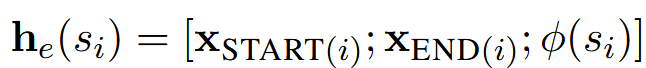 h_e(s_i) = [x_START(i); x_END(i); ϕ(s_i)]